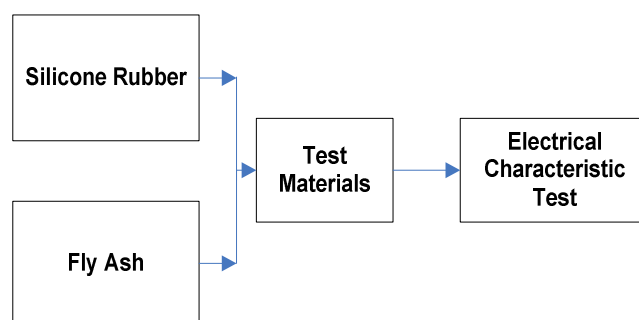 Silicone Rubber
Fly Ash
Test
Materials
Electrical
Characteristic
Test